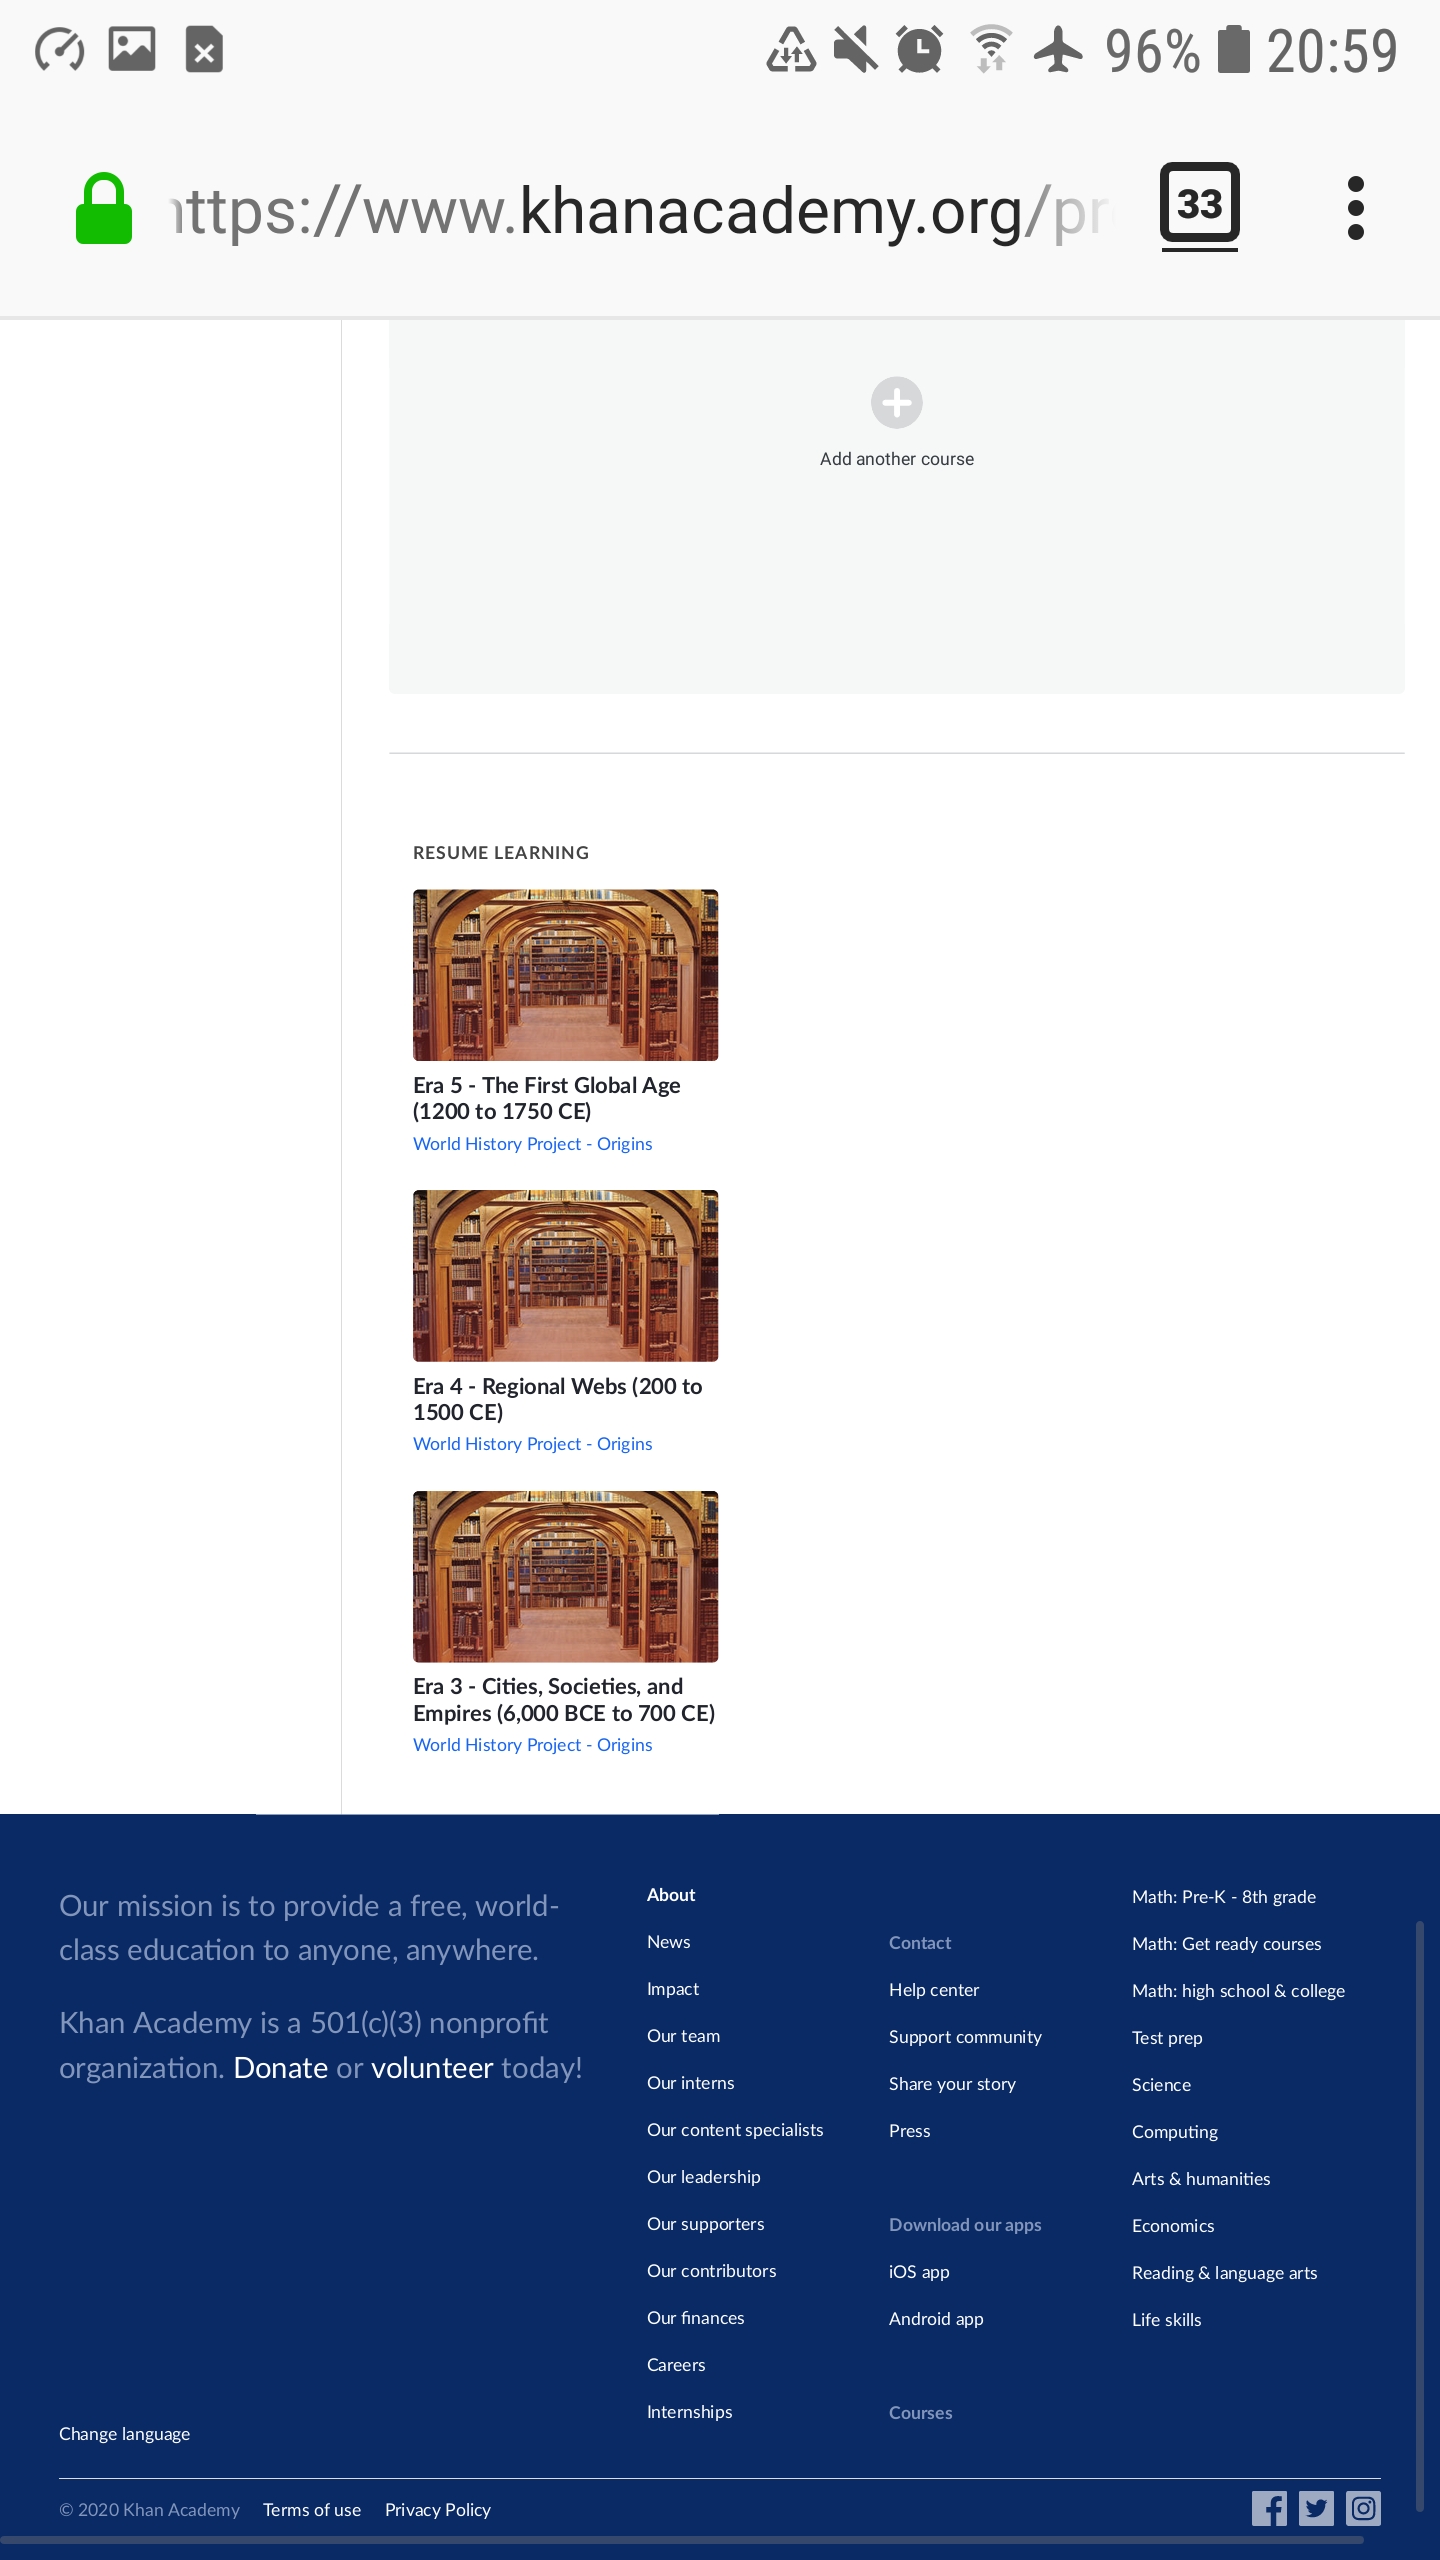 96% 20:59
https://www.khanacademy.org/pr
33
Add another course
RESUME LEARNING
Era 5 - The First Global Age
(1200 to 1750 CE)
World History Project - Origins
Era 4 - Regional Webs (200 to
1500 CE)
World History Project - Origins
Era 3 - Cities, Societies, and
Empires (6,000 BCE to 700 CE)
World History Project - Origins
Our mission is to provide a free, world-
class education to anyone, anywhere.
Khan Academy is a 501(c)(3) nonprofit
organization. Donate or volunteer today!
Change language
About
News
Impact
Our team
Our interns
Our content specialists
Our leadership
Our supporters
Our contributors
Our finances
Careers
Internships
Contact
Help center
Support community
Share your story
Press
Download our apps
iOS app
Android app
Courses
Math: Pre-K - 8th grade
Math: Get ready courses
Math: high school & college
Test prep
Science
Computing
Arts & humanities
Economics
Reading & language arts
Life skills
© 2020 Khan Academy Terms of use Privacy Policy